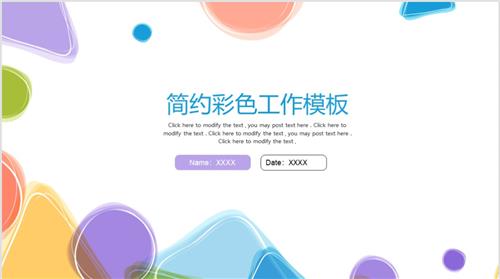 简约彩色工作模板
Click here to modify the text , you may post text here . Click here to
modify the text . Click here to modify the text , you may post text here .
Click here to modify the text .
Name：XXXX
Date：XXXX